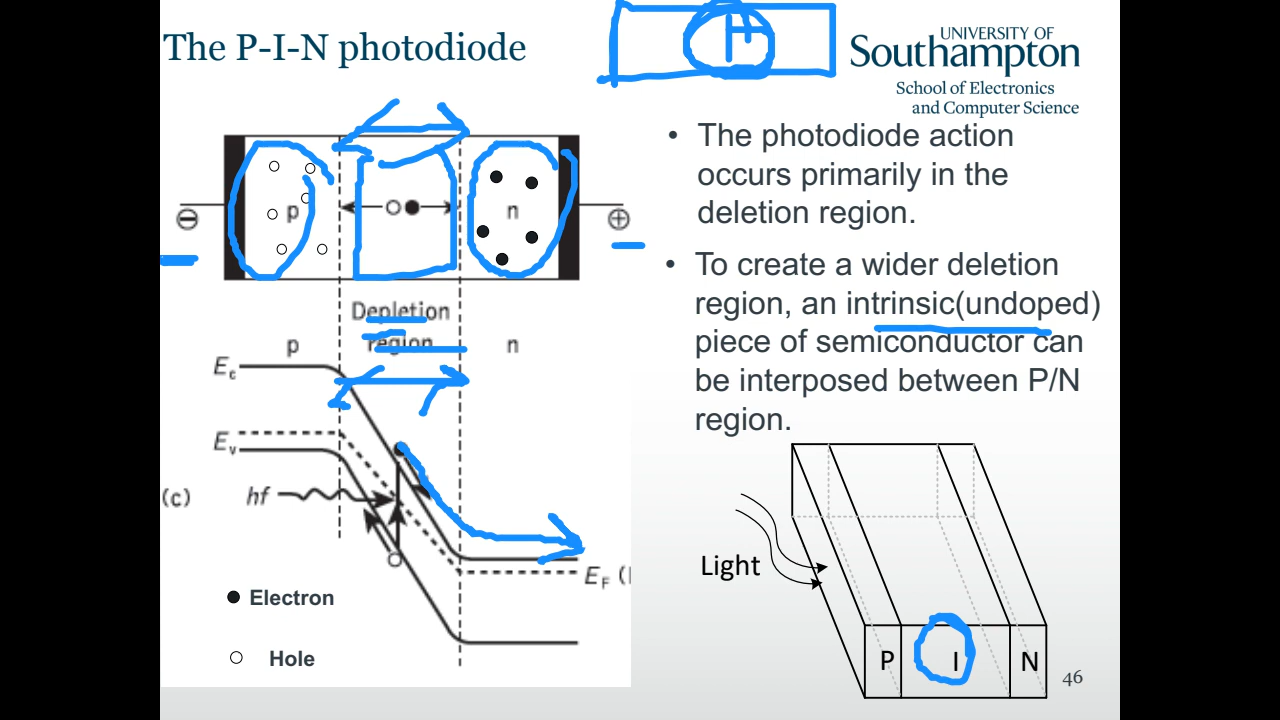 The P-I-N photodiode
UNIVERSITY OF
Southampton
School of Electronics
and Computer Science
p
n
Depletion
region
p
n
Ec
Ev
(c)
hf
EF (
Electron
Hole
• The photodiode action
occurs primarily in the
deletion region.
• To create a wider deletion
region, an intrinsic(undoped)
piece of semiconductor can
be interposed between P/N
region.
Light
P
I
N
46